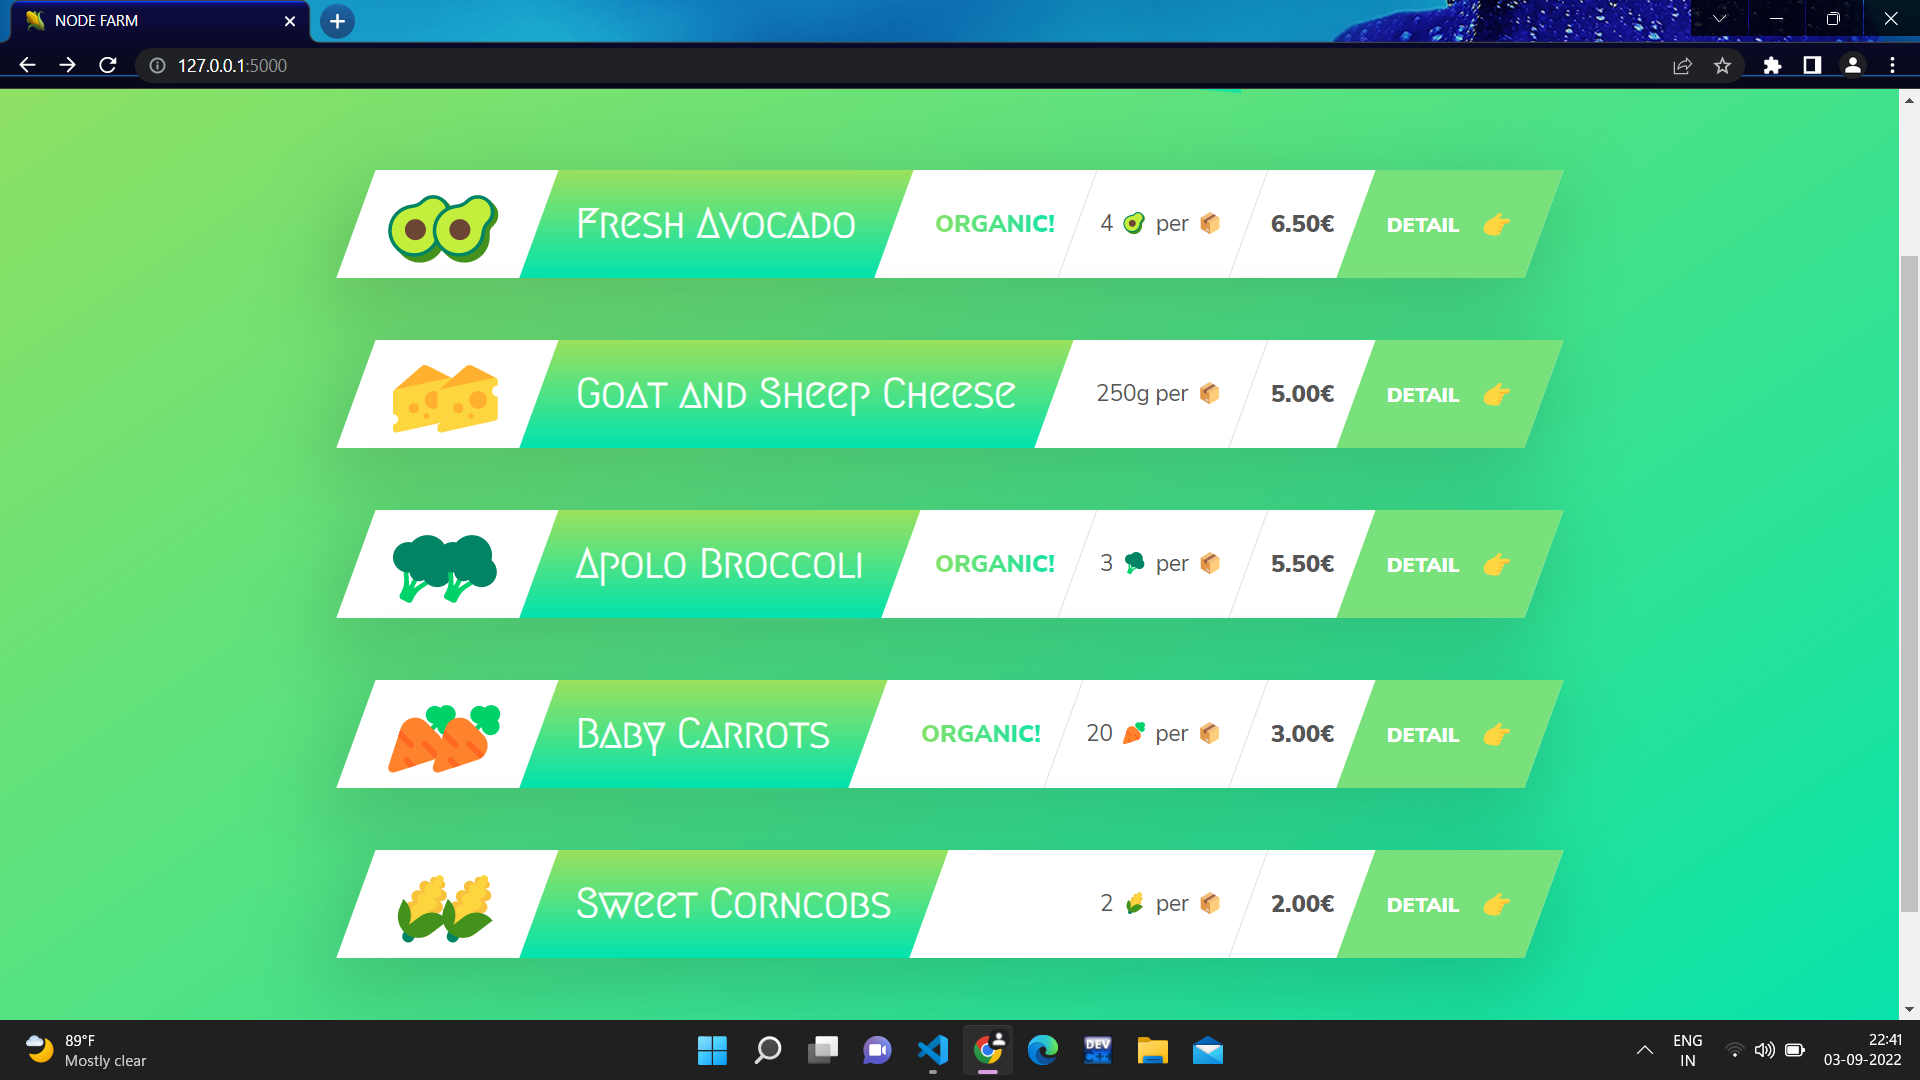 NODE FARM
127.0.0.1:5000
Fresh Avocado ORGANIC! 4 🥑 per 📦 6.50€ DETAIL 👉
Goat and Sheep Cheese 250g per 📦 5.00€ DETAIL 👉
Apolo Broccoli ORGANIC! 3 🥦 per 📦 5.50€ DETAIL 👉
Baby Carrots ORGANIC! 20 🥕 per 📦 3.00€ DETAIL 👉
Sweet Corncobs 2 🌽 per 📦 2.00€ DETAIL 👉
89°F
Mostly clear
DEV
C++
ENG
IN
22:41
03-09-2022